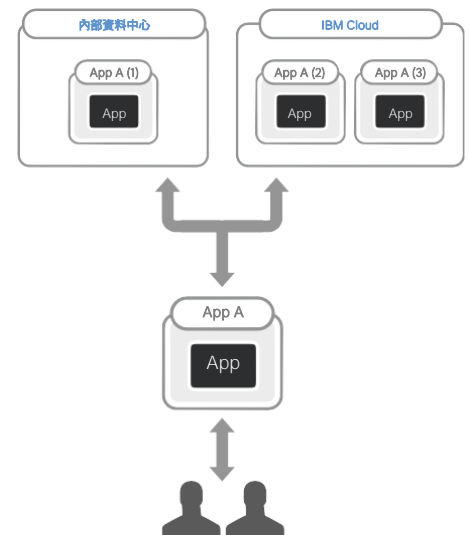 內部資料中心
IBM Cloud
App A (1)
App
App A (2)
App
App A (3)
App
App A
App